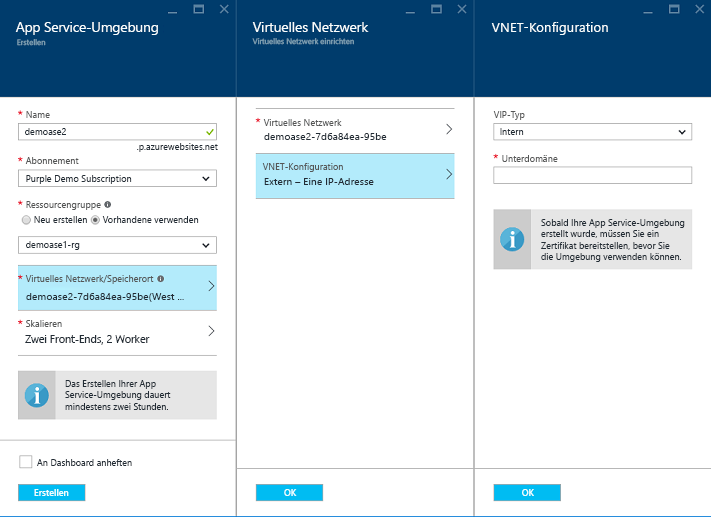 App Service-Umgebung
Erstellen
* Name
demoase2
.p.azurewebsites.net
* Abonnement
Purple Demo Subscription
* Ressourcengruppe
Neu erstellen Vorhandene verwenden
demoase1-rg
* Virtuelles Netzwerk/Speicherort
demoase2-7d6a84ea-95be(West ...
* Skalieren
Zwei Front-Ends, 2 Worker
Das Erstellen Ihrer App
Service-Umgebung dauert
mindestens zwei Stunden.
An Dashboard anheften
Erstellen
Virtuelles Netzwerk
Virtuelles Netzwerk einrichten
* Virtuelles Netzwerk
demoase2-7d6a84ea-95be
VNET-Konfiguration
Extern – Eine IP-Adresse
OK
VNET-Konfiguration
VIP-Typ
Intern
* Unterdomäne
Sobald Ihre App Service-Umgebung
erstellt wurde, müssen Sie ein
Zertifikat bereitstellen, bevor Sie
die Umgebung verwenden können.
OK